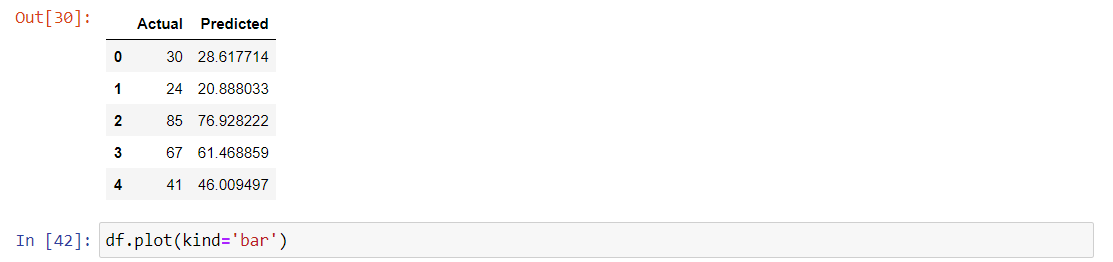 Out[30]:
Actual Predicted
0 30 28.617714
1 24 20.888033
2 85 76.928222
3 67 61.468859
4 41 46.009497
In [42]: df.plot(kind='bar')